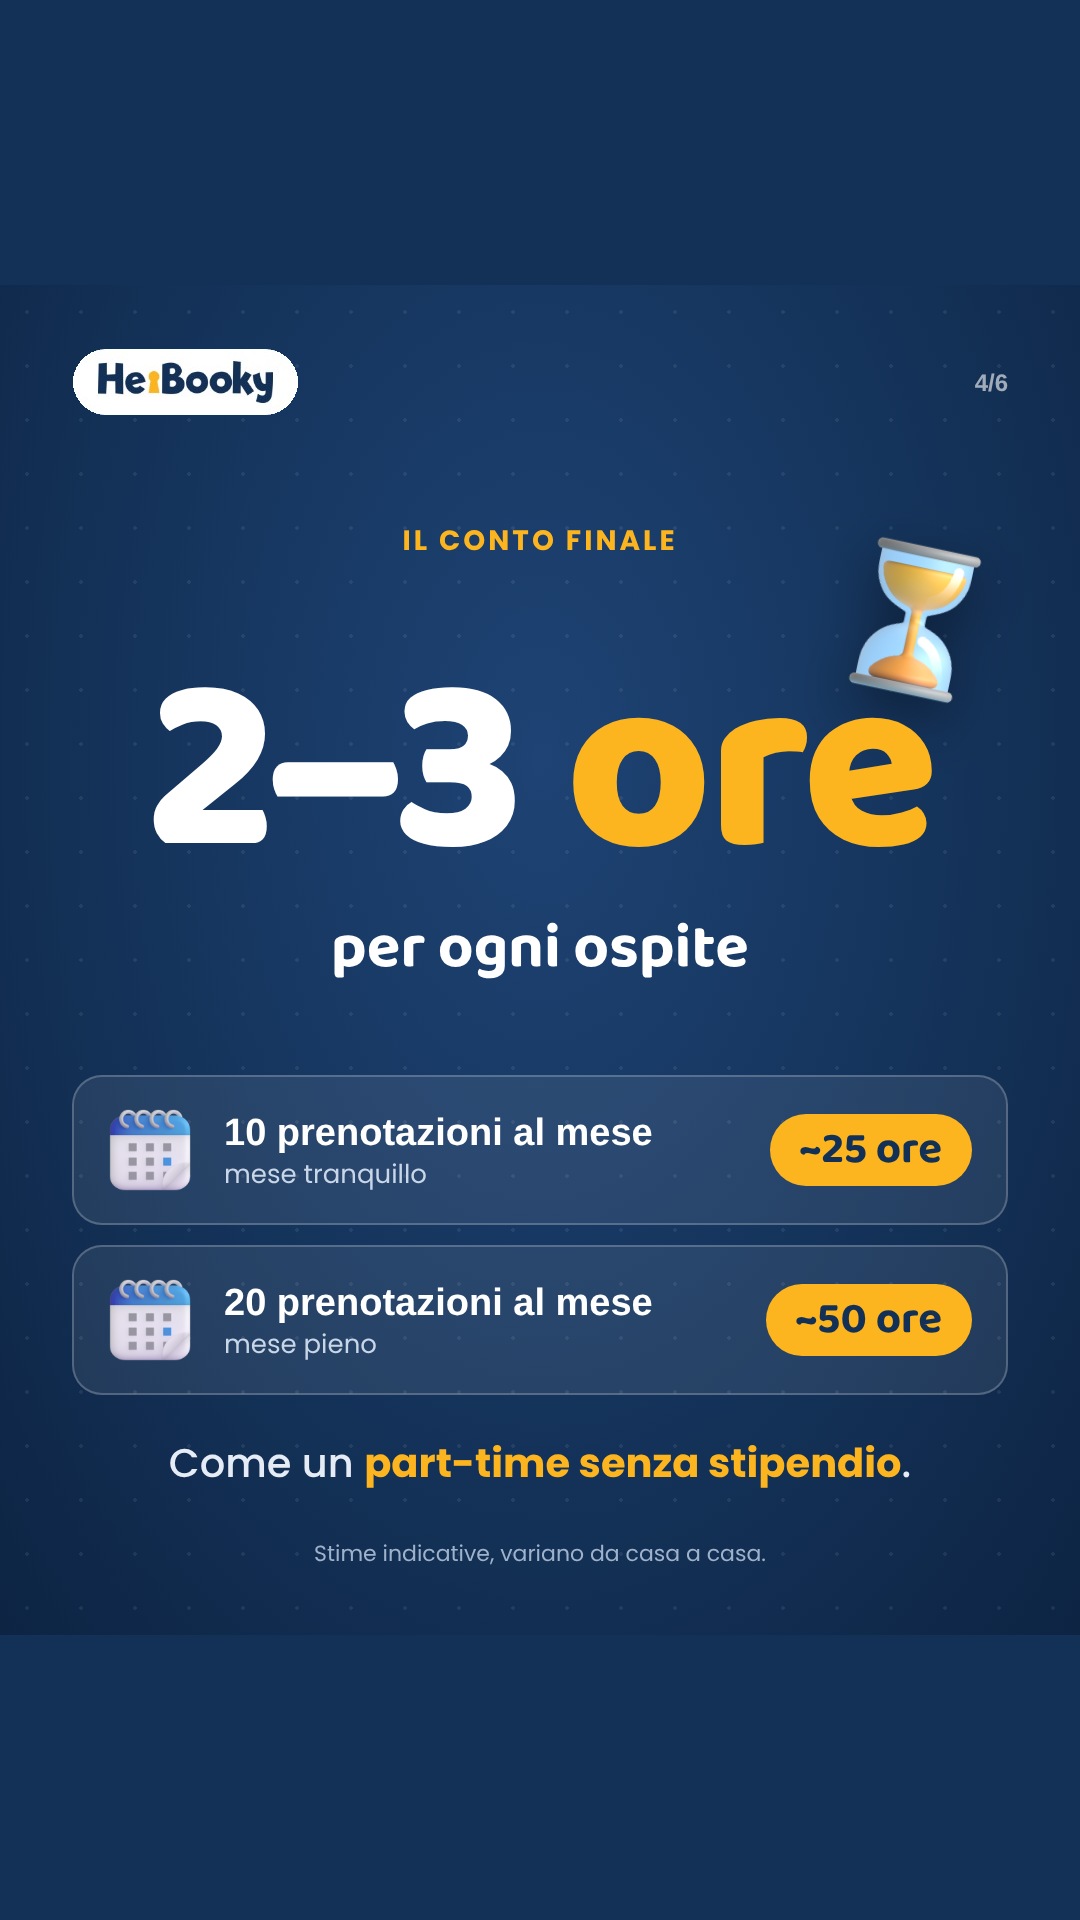 HeiBooky
4/6
IL CONTO FINALE
2–3 ore
per ogni ospite
10 prenotazioni al mese
mese tranquillo
~25 ore
20 prenotazioni al mese
mese pieno
~50 ore
Come un part-time senza stipendio.
Stime indicative, variano da casa a casa.